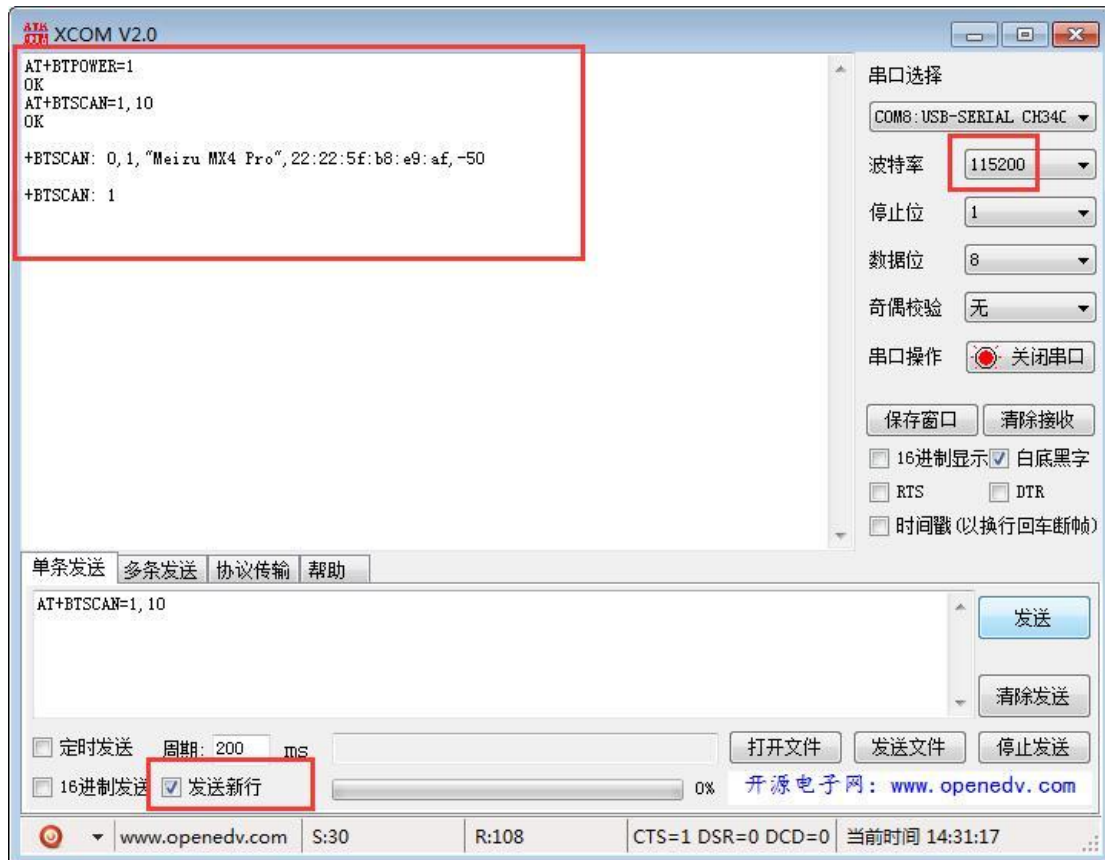 ATK COM XCOM V2.0
AT+BTPOWER=1
OK
AT+BTSCAN=1,10
OK
+BTSCAN: 0,1,"Meizu MX4 Pro",22:22:5f:b8:e9:af,-50
+BTSCAN: 1
串口选择
COM8:USB-SERIAL CH34C
波特率 115200
停止位 1
数据位 8
奇偶校验 无
串口操作 关闭串口
保存窗口 清除接收
16进制显示 白底黑字
RTS DTR
时间戳(以换行回车断帧)
单条发送 多条发送 协议传输 帮助
AT+BTSCAN=1,10
发送
清除发送
定时发送 周期: 200 ms 打开文件 发送文件 停止发送
16进制发送 发送新行 0% 开源电子网: www.openedv.com
www.openedv.com S:30 R:108 CTS=1 DSR=0 DCD=0 当前时间 14:31:17